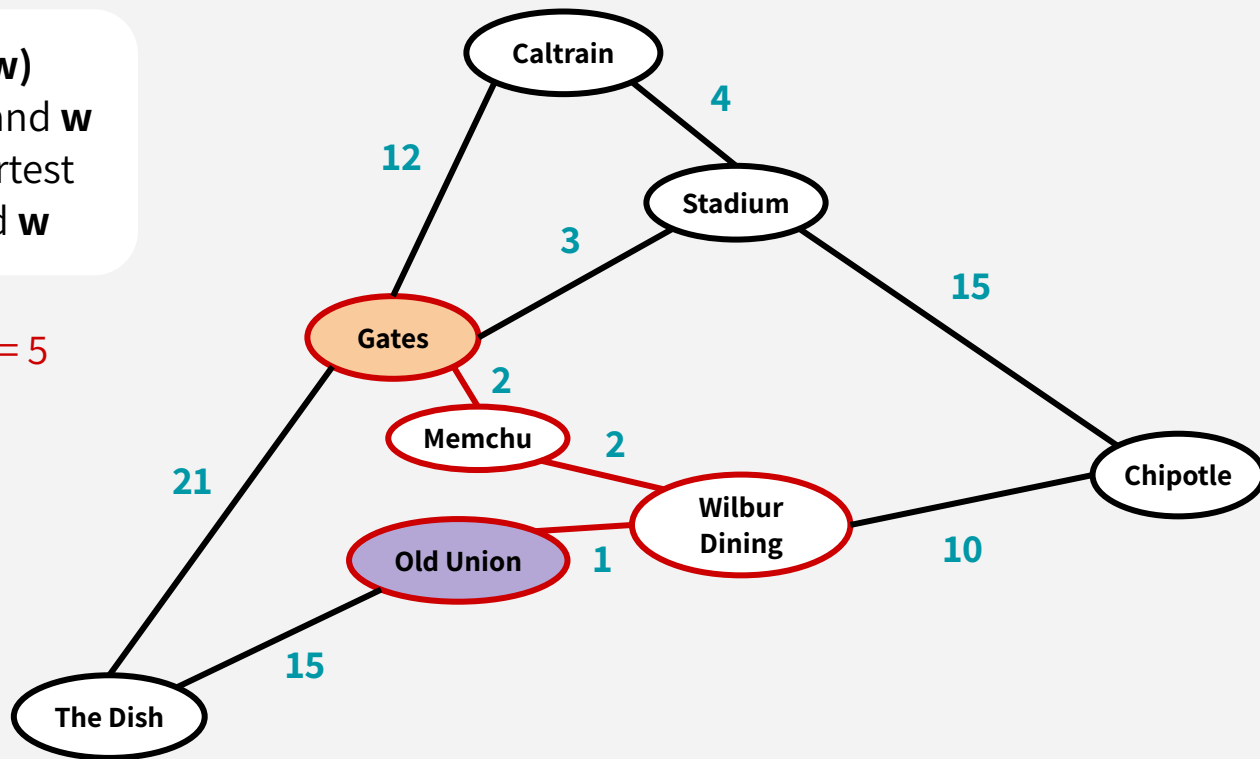 w)
and w
rtest
d w
= 5
Caltrain
4
12
Stadium
3
15
Gates
2
Memchu
2
21
Chipotle
Wilbur
Dining
Old Union
1
10
15
The Dish